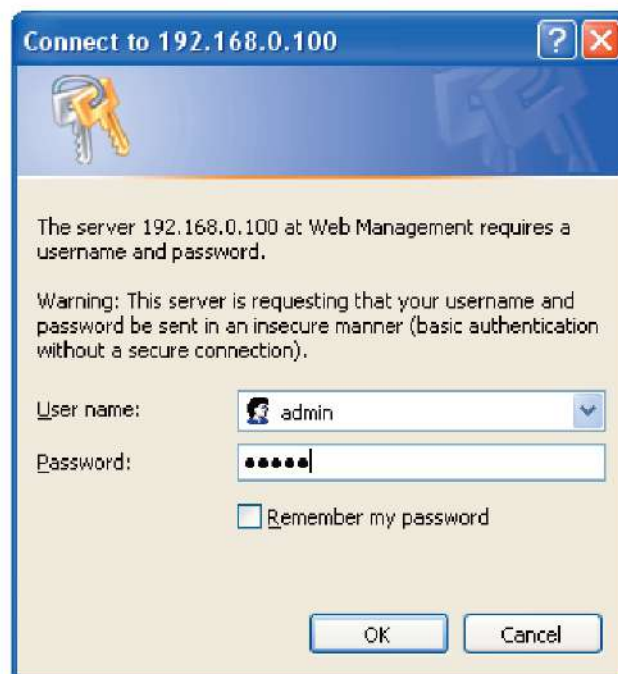 Connect to 192.168.0.100
The server 192.168.0.100 at Web Management requires a
username and password.
Warning: This server is requesting that your username and
password be sent in an insecure manner (basic authentication
without a secure connection).
User name:
admin
Password:
●●●●●
Remember my password
OK
Cancel